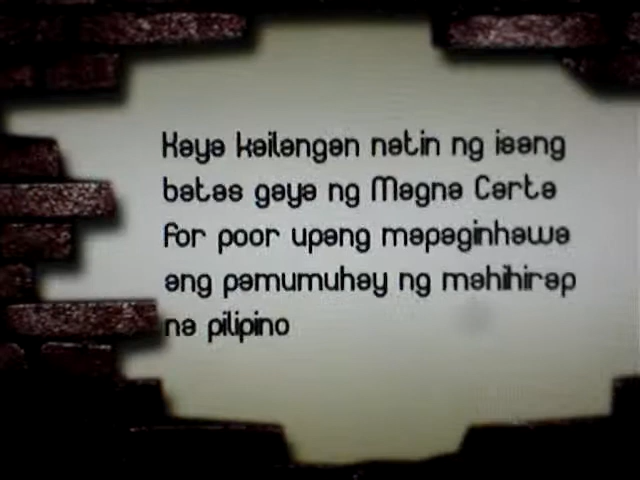 Kaya kailangan natin ng isang
batas gaya ng Magna Carta
for poor upang mapaginhawa
ang pamumuhay ng mahihirap
na pilipino